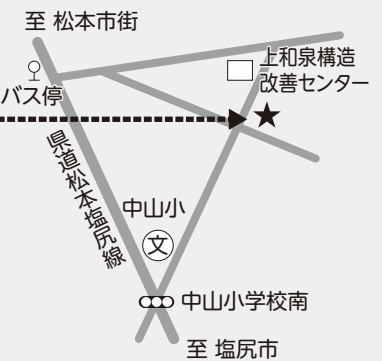 至 松本市街
上和泉構造
改善センター
バス停
県道松本塩尻線
中山小
文
中山小学校南
至 塩尻市